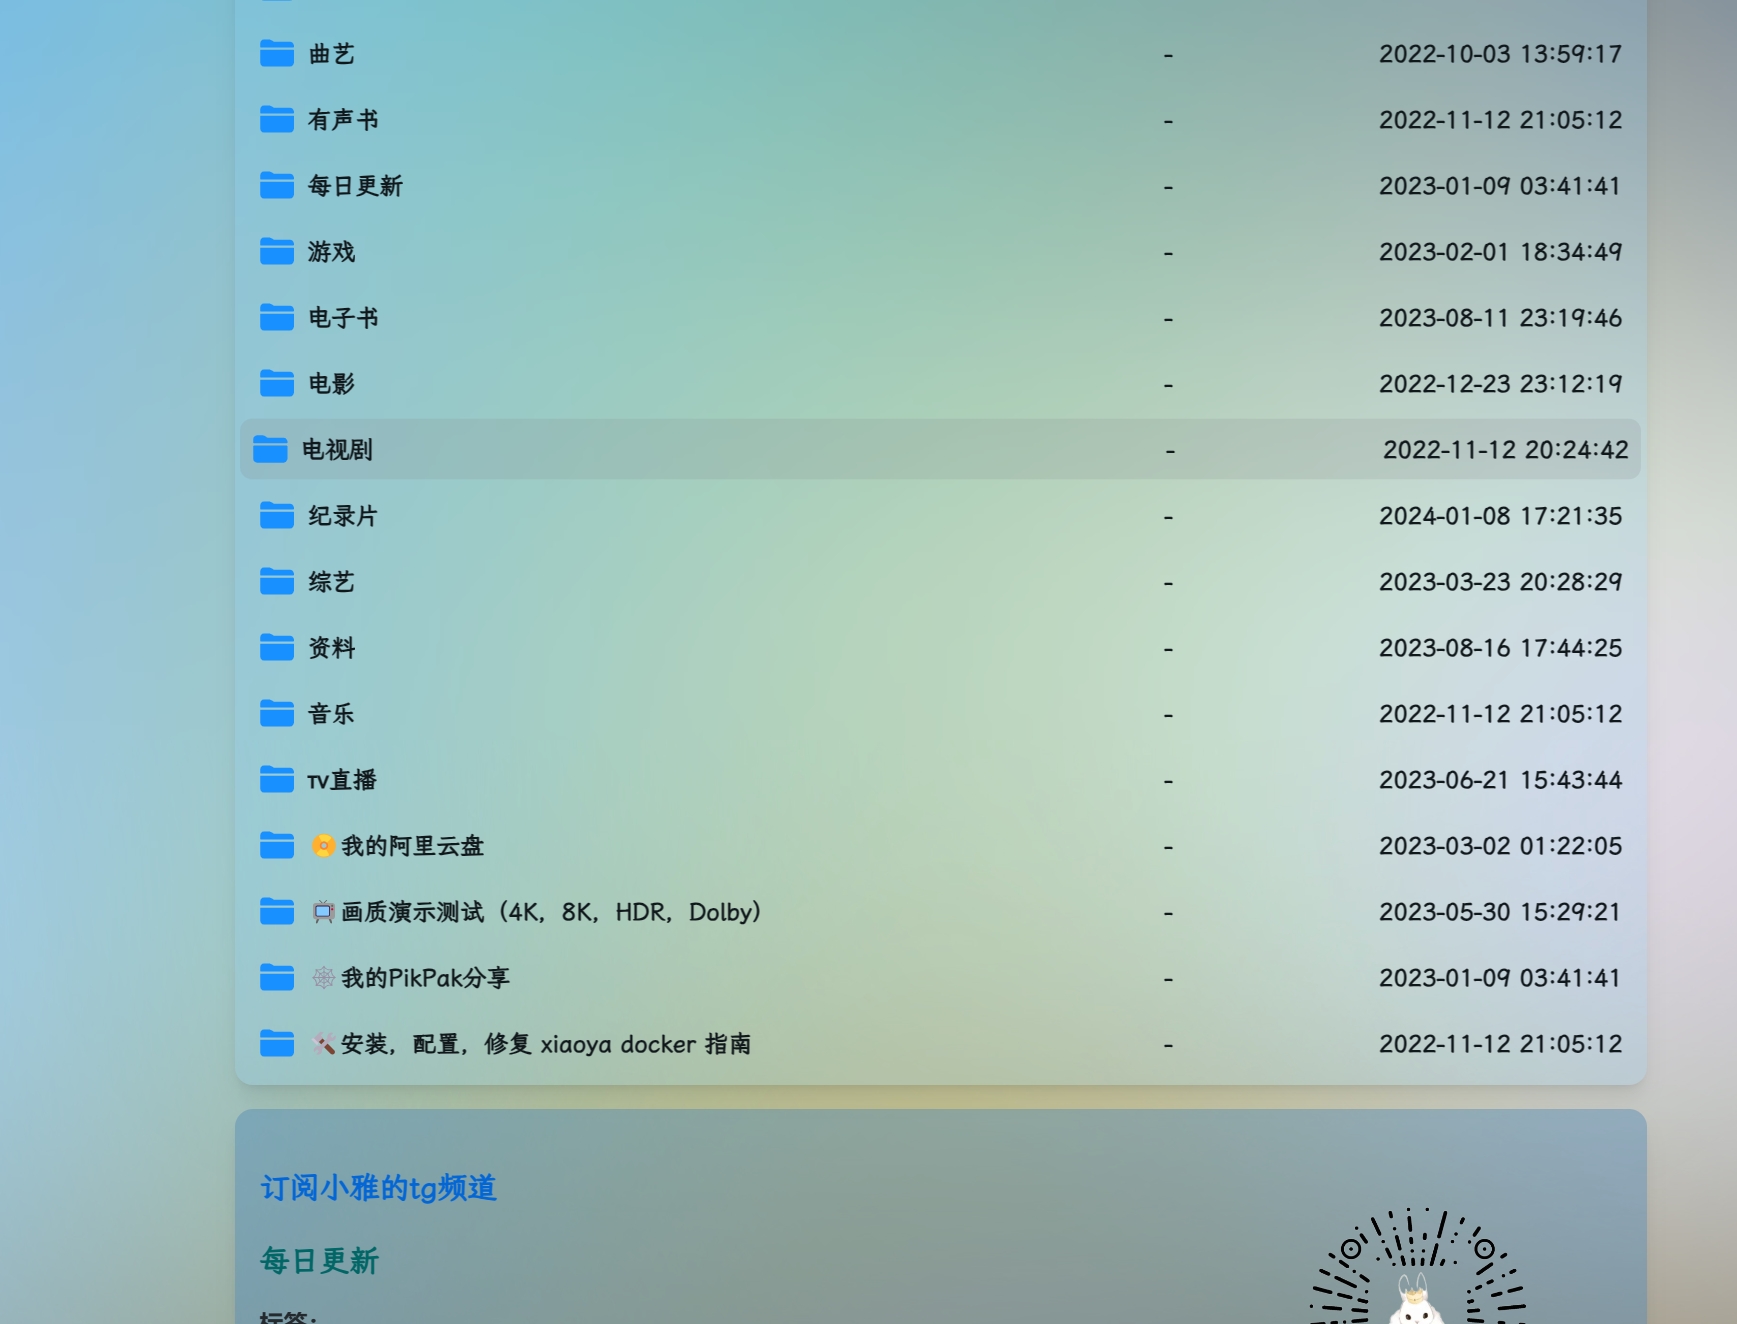 曲艺 - 2022-10-03 13:59:17
有声书 - 2022-11-12 21:05:12
每日更新 - 2023-01-09 03:41:41
游戏 - 2023-02-01 18:34:49
电子书 - 2023-08-11 23:19:46
电影 - 2022-12-23 23:12:19
电视剧 - 2022-11-12 20:24:42
纪录片 - 2024-01-08 17:21:35
综艺 - 2023-03-23 20:28:29
资料 - 2023-08-16 17:44:25
音乐 - 2022-11-12 21:05:12
ᴛᴠ直播 - 2023-06-21 15:43:44
📀我的阿里云盘 - 2023-03-02 01:22:05
📺画质演示测试（4K，8K，HDR，Dolby） - 2023-05-30 15:29:21
🕸️我的PikPak分享 - 2023-01-09 03:41:41
🛠️安装，配置，修复 xiaoya docker 指南 - 2022-11-12 21:05:12
订阅小雅的tg频道
每日更新
标签：